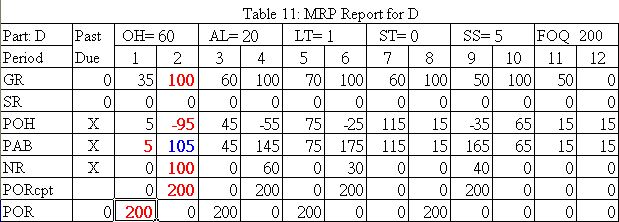 Table 11: MRP Report for D
Part: D Past OH= 60 AL= 20 LT= 1 ST= 0 SS= 5 FOQ 200
Period Due 1 2 3 4 5 6 7 8 9 10 11 12
GR 0 35 100 60 100 70 100 60 100 50 100 50 0
SR 0 0 0 0 0 0 0 0 0 0 0 0 0
POH X 5 -95 45 -55 75 -25 115 15 -35 65 15 15
PAB X 5 105 45 145 75 175 115 15 165 65 15 15
NR X 0 100 0 60 0 30 0 0 40 0 0 0
PORcpt 0 200 0 200 0 200 0 0 200 0 0 0
POR 0 200 0 200 0 200 0 0 200 0 0 0 0